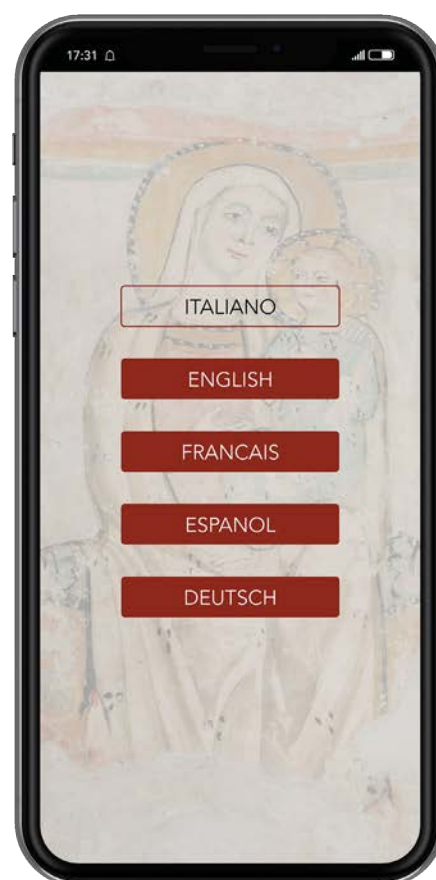 17:31
ITALIANO
ENGLISH
FRANCAIS
ESPANOL
DEUTSCH